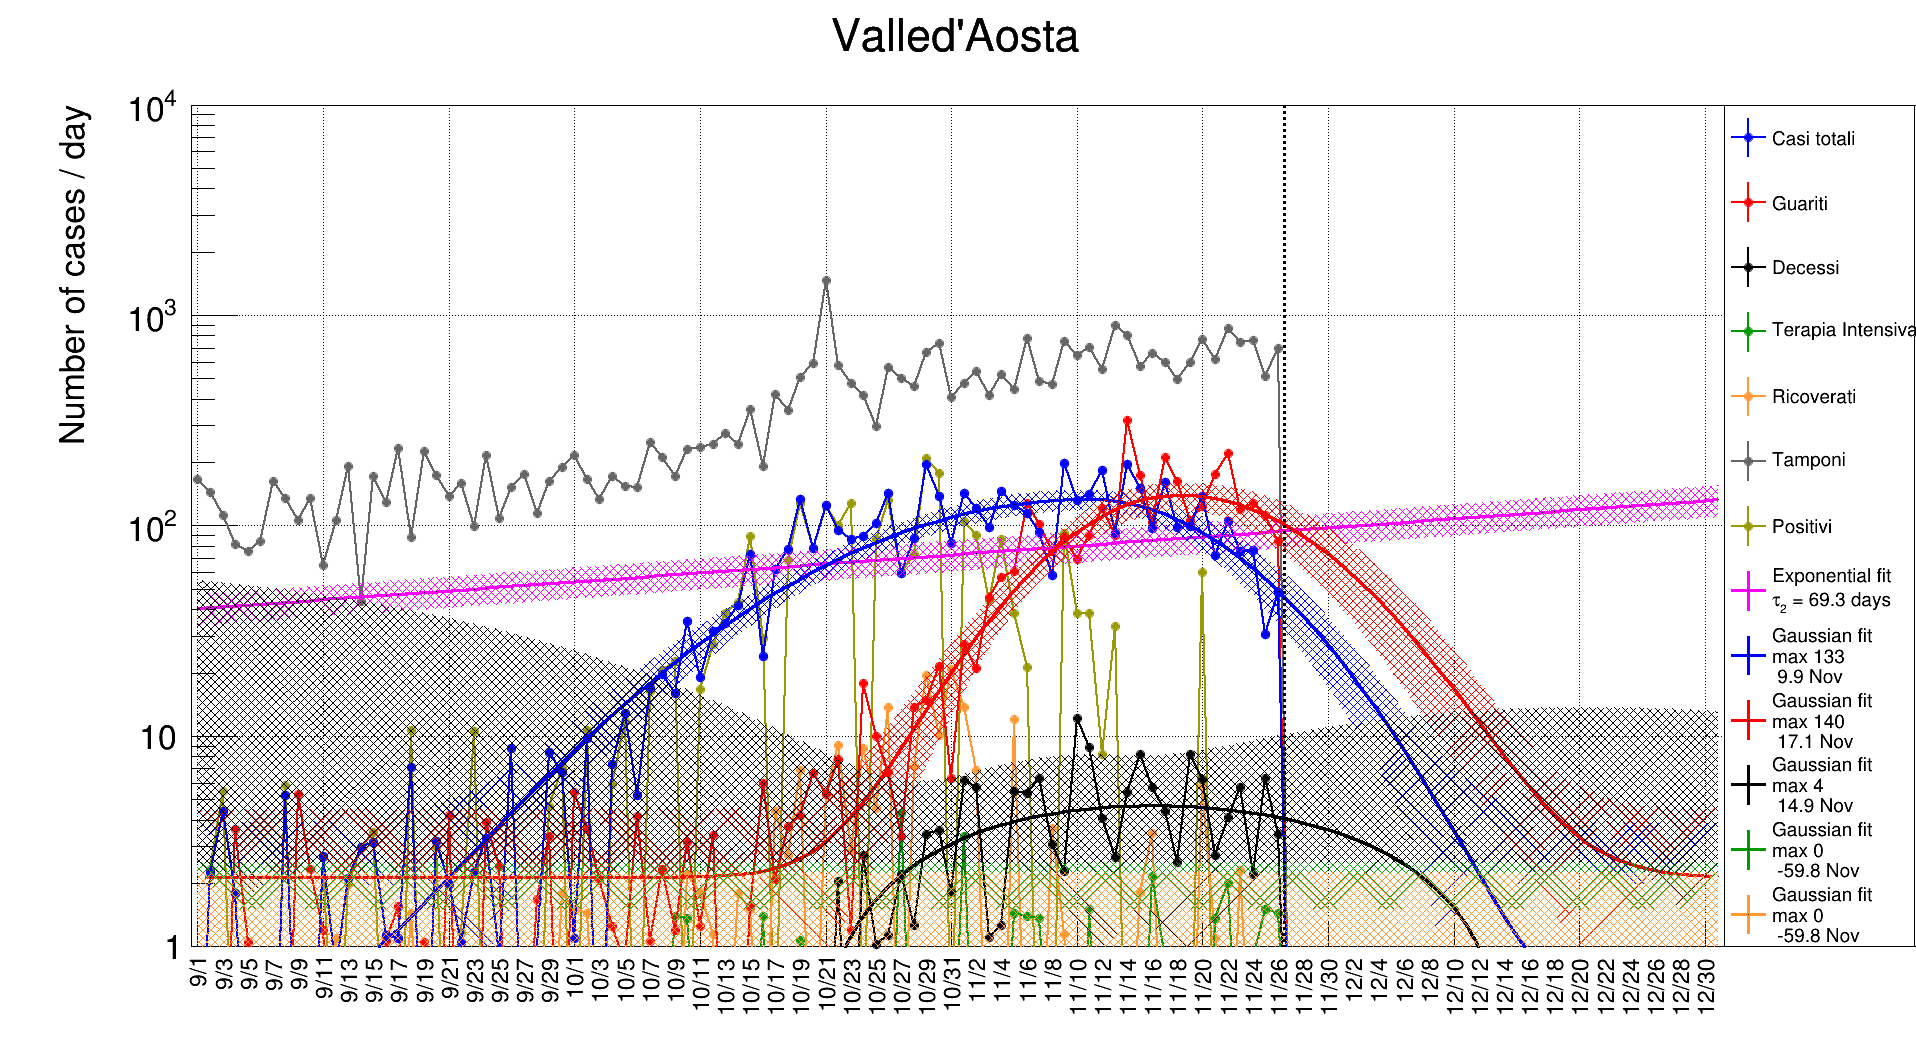 Valled'Aosta
Number of cases / day
10⁴
10³
10²
10
1
9/1
9/3
9/5
9/7
9/9
9/11
9/13
9/15
9/17
9/19
9/21
9/23
9/25
9/27
9/29
10/1
10/3
10/5
10/7
10/9
10/11
10/13
10/15
10/17
10/19
10/21
10/23
10/25
10/27
10/29
10/31
11/2
11/4
11/6
11/8
11/10
11/12
11/14
11/16
11/18
11/20
11/22
11/24
11/26
11/28
11/30
12/2
12/4
12/6
12/8
12/10
12/12
12/14
12/16
12/18
12/20
12/22
12/24
12/26
12/28
12/30
Casi totali
Guariti
Decessi
Terapia Intensiva
Ricoverati
Tamponi
Positivi
Exponential fit
τ₂ = 69.3 days
Gaussian fit
max 133
9.9 Nov
Gaussian fit
max 140
17.1 Nov
Gaussian fit
max 4
14.9 Nov
Gaussian fit
max 0
-59.8 Nov
Gaussian fit
max 0
-59.8 Nov